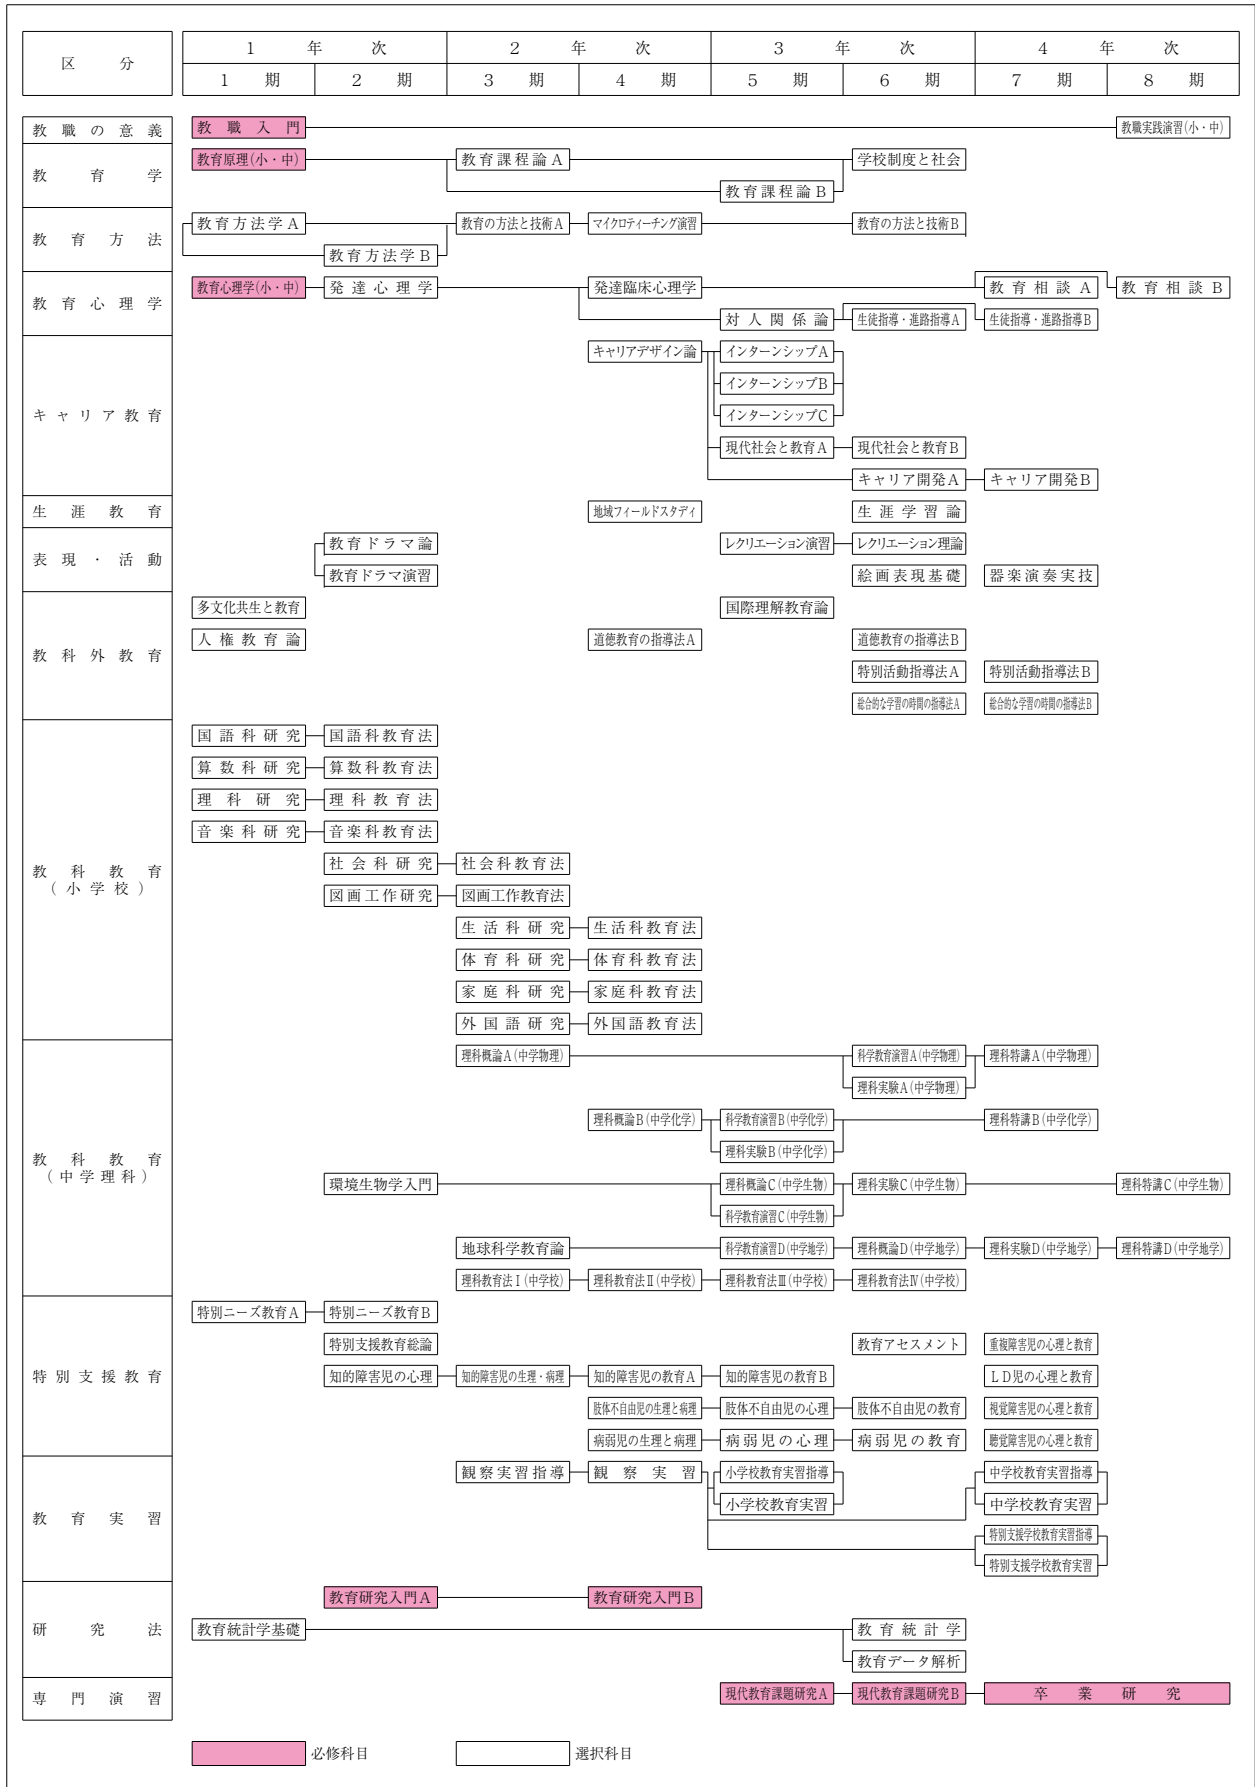 区分 1年次 2年次 3年次 4年次
1期 2期 3期 4期 5期 6期 7期 8期
教職の意義 教職入門 教職実践演習(小・中)
教育学 教育原理(小・中) 教育課程論A 学校制度と社会
教育課程論B
教育方法 教育方法学A 教育の方法と技術A マイクロティーチング演習 教育の方法と技術B
教育方法学B
教育心理学 教育心理学(小・中) 発達心理学 発達臨床心理学 教育相談A 教育相談B
対人関係論 生徒指導・進路指導A 生徒指導・進路指導B
キャリア教育 キャリアデザイン論 インターンシップA
インターンシップB
インターンシップC
現代社会と教育A 現代社会と教育B
キャリア開発A キャリア開発B
生涯教育 地域フィールドスタディ 生涯学習論
表現・活動 教育ドラマ論 レクリエーション演習 レクリエーション理論
教育ドラマ演習 絵画表現基礎 器楽演奏実技
教科外教育 多文化共生と教育 国際理解教育論
人権教育論 道徳教育の指導法A 道徳教育の指導法B
特別活動指導法A 特別活動指導法B
総合的な学習の時間の指導法A 総合的な学習の時間の指導法B
教科教育
(小学校)
国語科研究 国語科教育法
算数科研究 算数科教育法
理科研究 理科教育法
音楽科研究 音楽科教育法
社会科研究 社会科教育法
図画工作研究 図画工作教育法
生活科研究 生活科教育法
体育科研究 体育科教育法
家庭科研究 家庭科教育法
外国語研究 外国語教育法
教科教育
(中学理科)
理科概論A(中学物理) 科学教育演習A(中学物理) 理科特講A(中学物理)
理科実験A(中学物理)
理科概論B(中学化学) 科学教育演習B(中学化学) 理科特講B(中学化学)
理科実験B(中学化学)
環境生物学入門 理科概論C(中学生物) 理科実験C(中学生物) 理科特講C(中学生物)
科学教育演習C(中学生物)
地球科学教育論 科学教育演習D(中学地学) 理科概論D(中学地学) 理科実験D(中学地学) 理科特講D(中学地学)
理科教育法Ⅰ(中学校) 理科教育法Ⅱ(中学校) 理科教育法Ⅲ(中学校) 理科教育法Ⅳ(中学校)
特別支援教育 特別ニーズ教育A 特別ニーズ教育B
特別支援教育総論 教育アセスメント 重複障害児の心理と教育
知的障害児の心理 知的障害児の生理・病理 知的障害児の教育A 知的障害児の教育B LD児の心理と教育
肢体不自由児の生理と病理 肢体不自由児の心理 肢体不自由児の教育 視覚障害児の心理と教育
病弱児の生理と病理 病弱児の心理 病弱児の教育 聴覚障害児の心理と教育
教育実習 観察実習指導 観察実習 小学校教育実習指導 中学校教育実習指導
小学校教育実習 中学校教育実習
特別支援学校教育実習指導
特別支援学校教育実習
研究法 教育研究入門A 教育研究入門B
教育統計学基礎 教育統計学
教育データ解析
専門演習 現代教育課題研究A 現代教育課題研究B 卒業研究
必修科目 選択科目